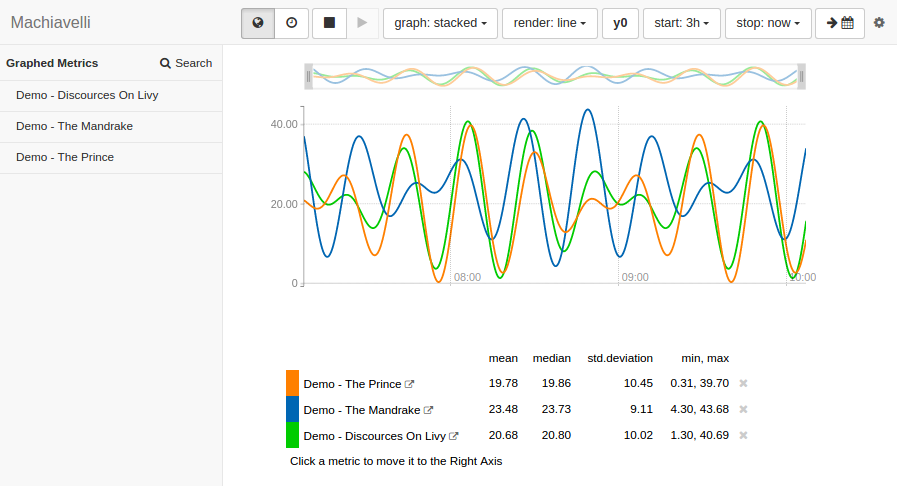 Machiavelli
graph: stacked render: line y0 start: 3h stop: now
Graphed Metrics Search
Demo - Discources On Livy
Demo - The Mandrake
Demo - The Prince
40.00
20.00
0
08:00 09:00 10:00
mean median std.deviation min, max
Demo - The Prince 19.78 19.86 10.45 0.31, 39.70
Demo - The Mandrake 23.48 23.73 9.11 4.30, 43.68
Demo - Discources On Livy 20.68 20.80 10.02 1.30, 40.69
Click a metric to move it to the Right Axis